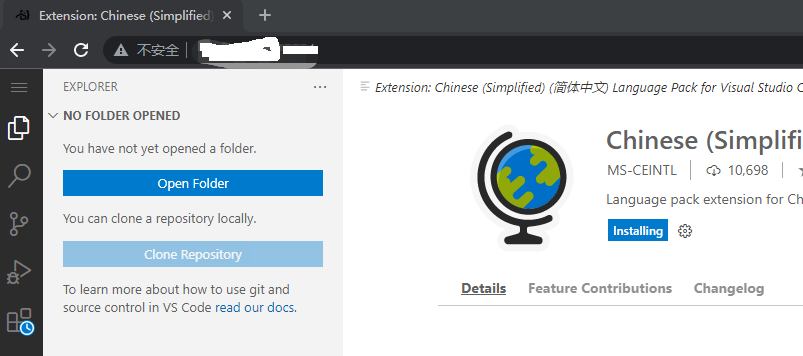 Extension: Chinese (Simplified)
不安全
EXPLORER
NO FOLDER OPENED
You have not yet opened a folder.
Open Folder
You can clone a repository locally.
Clone Repository
To learn more about how to use git and
source control in VS Code read our docs.
Extension: Chinese (Simplified) (简体中文) Language Pack for Visual Studio C
Chinese (Simplifi
MS-CEINTL
10,698
Language pack extension for Ch
Installing
Details Feature Contributions Changelog